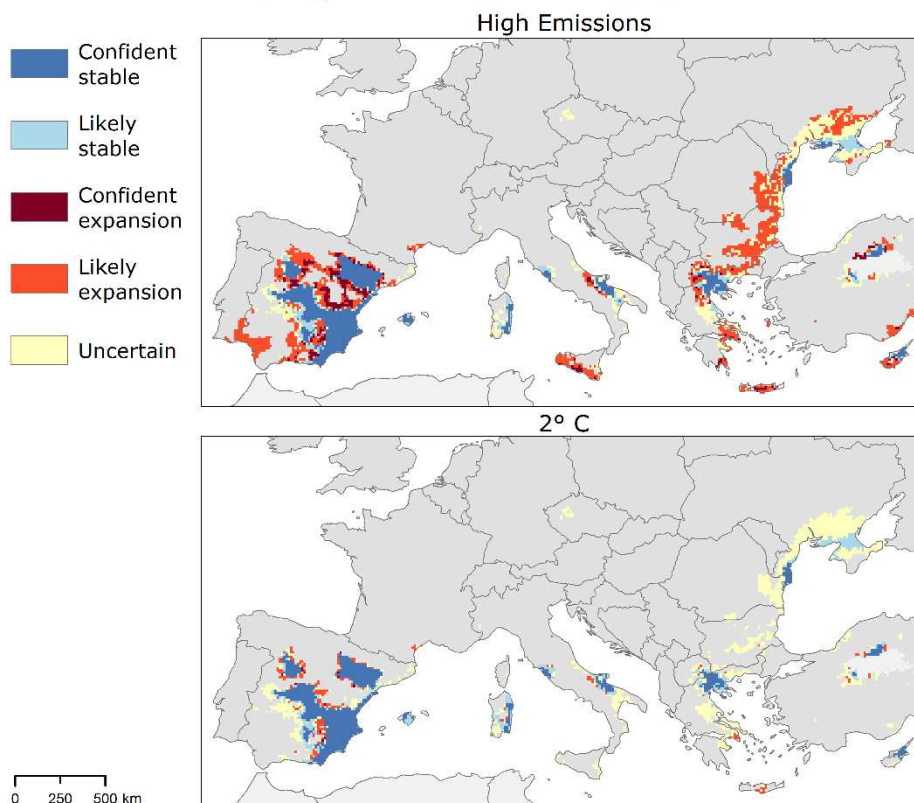 High Emissions
Confident
stable
Likely
stable
Confident
expansion
Likely
expansion
Uncertain
2° C
0 250 500 km